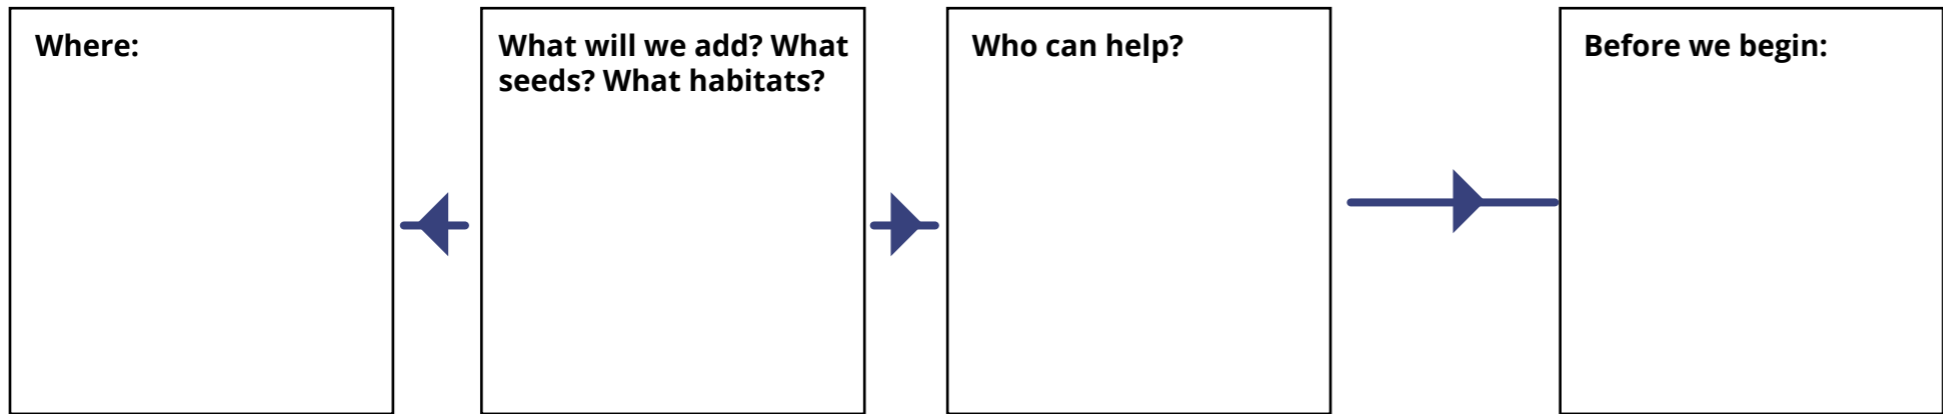 Where:
What will we add? What
seeds? What habitats?
Who can help?
Before we begin: